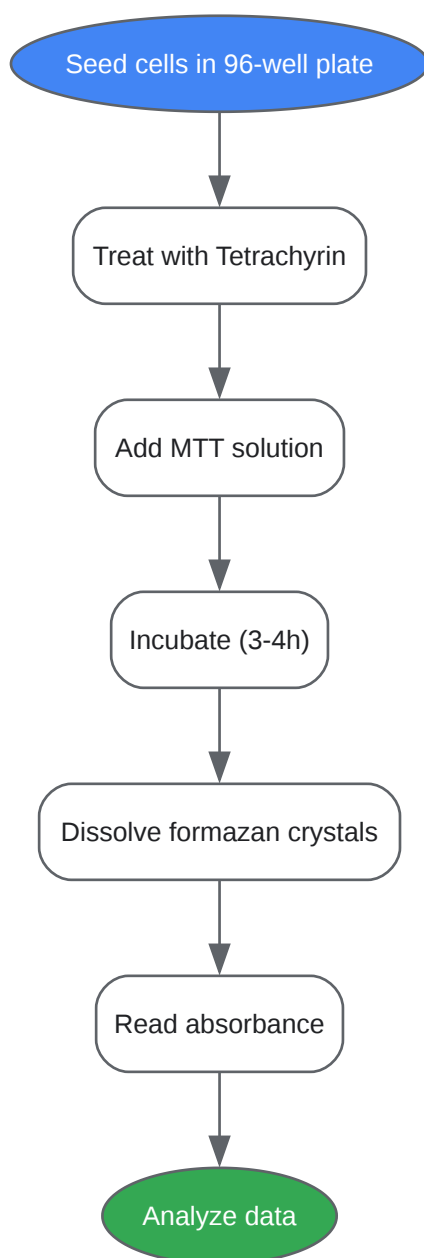 Seed cells in 96-well plate
Treat with Tetrachyrin
Add MTT solution
Incubate (3-4h)
Dissolve formazan crystals
Read absorbance
Analyze data